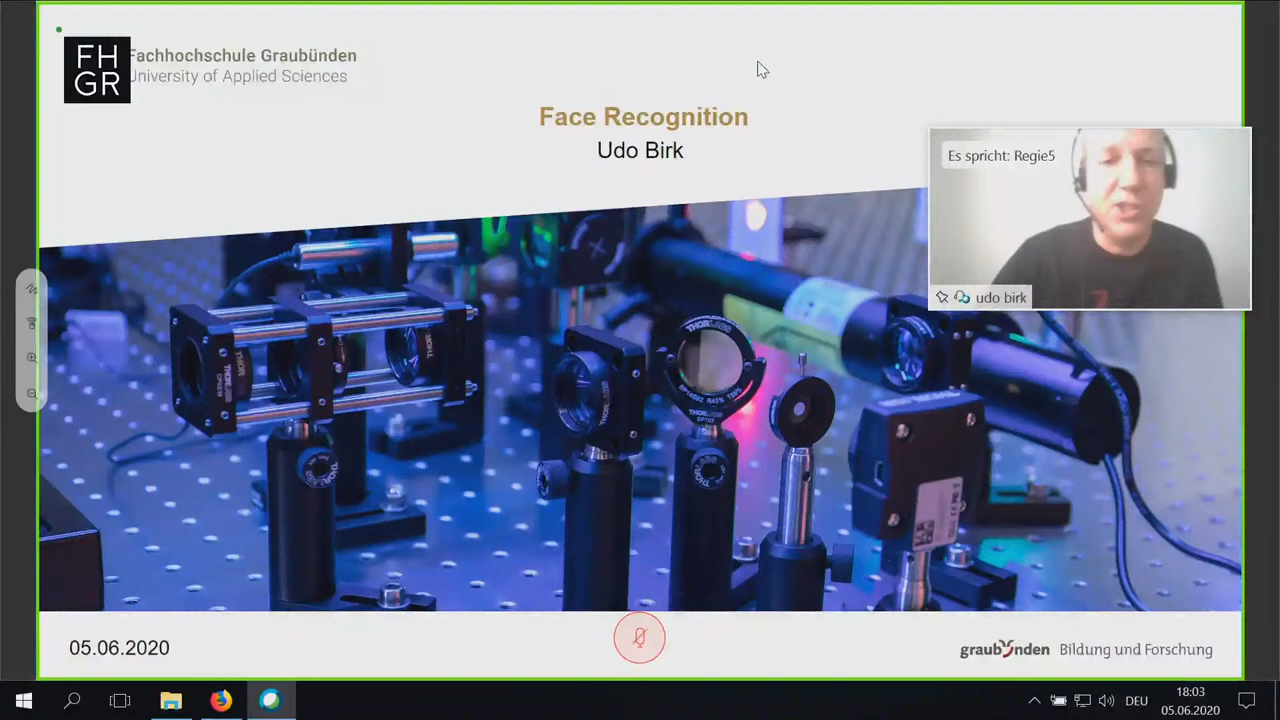 FH
GR
Fachhochschule Graubünden
University of Applied Sciences
Face Recognition
Udo Birk
Es spricht: Regie5
udo birk
THORLABS
05.06.2020
graubünden Bildung und Forschung
DEU
18:03
05.06.2020